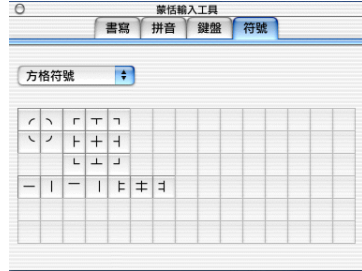 蒙恬輸入工具
書寫 拼音 鍵盤 符號
方格符號
╭ ╮ ┌ ┬ ┐
╰ ╯ ├ ┼ ┤
└ ┴ ┘
─ │ ▔ ▕ ╞ ╪ ╡